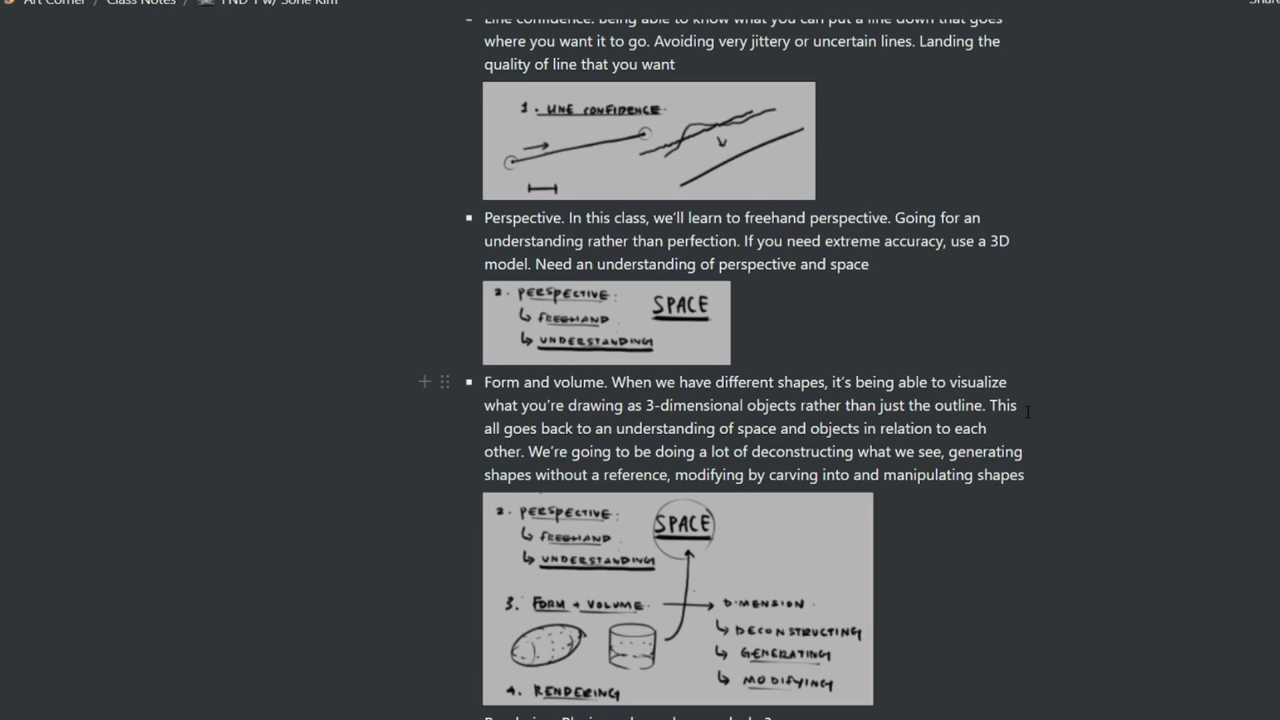 Art Corner / Class Notes / FND 1 w/ Sorie Kim
Line confidence. Being able to know what you can put a line down that goes
where you want it to go. Avoiding very jittery or uncertain lines. Landing the
quality of line that you want
1. LINE CONFIDENCE
Perspective. In this class, we'll learn to freehand perspective. Going for an
understanding rather than perfection. If you need extreme accuracy, use a 3D
model. Need an understanding of perspective and space
2. PERSPECTIVE: SPACE
↳ FREEHAND
↳ UNDERSTANDING
Form and volume. When we have different shapes, it's being able to visualize
what you're drawing as 3-dimensional objects rather than just the outline. This
all goes back to an understanding of space and objects in relation to each
other. We're going to be doing a lot of deconstructing what we see, generating
shapes without a reference, modifying by carving into and manipulating shapes
2. PERSPECTIVE: SPACE
↳ FREEHAND
↳ UNDERSTANDING
3. FORM + VOLUME → DIMENSION
↳ DECONSTRUCTING
↳ GENERATING
↳ MODIFYING
4. RENDERING